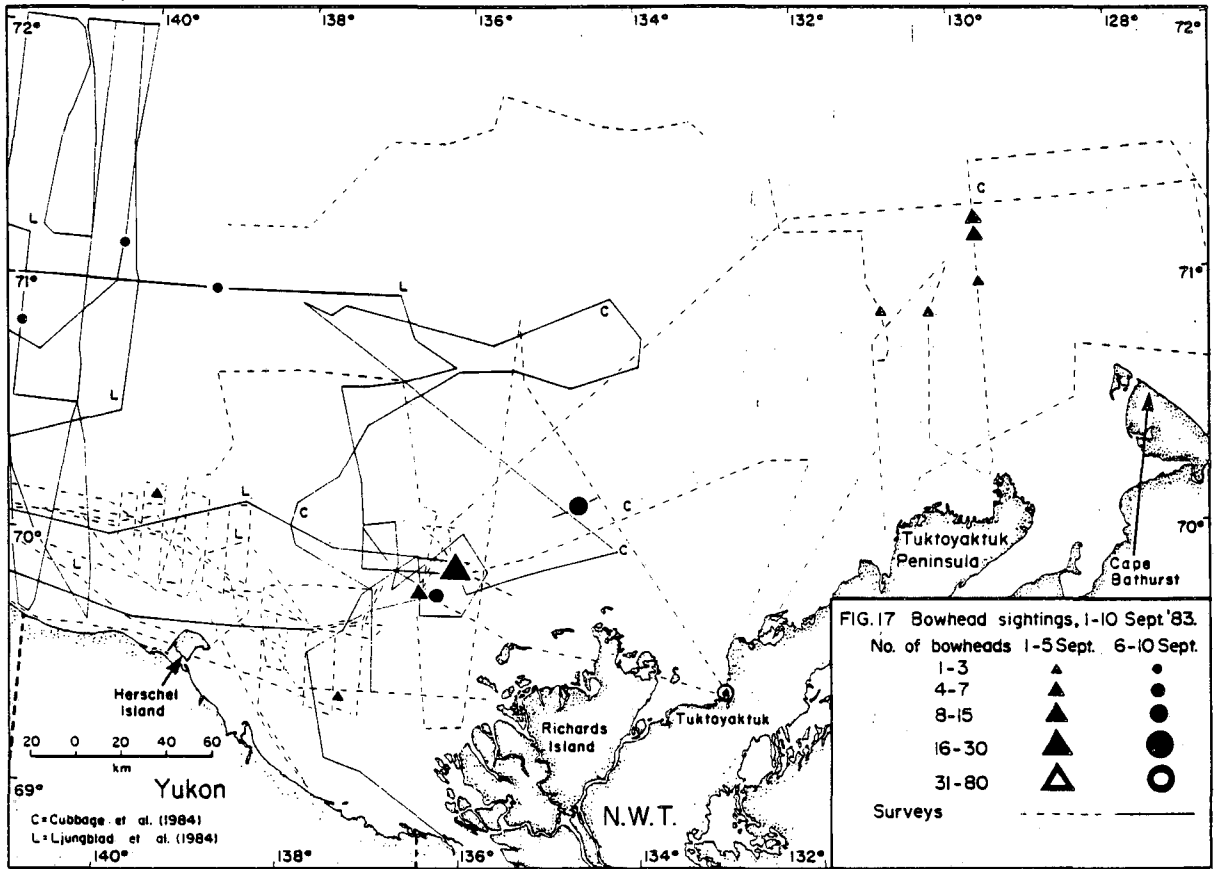 72° 140° 138° 136° 134° 132° 130° 128° 72°
L
C
71° 71°
L
C
L
C
L
C
L
C
L
70° 70°
Tuktoyaktuk
Peninsula
Cape
Bathurst
Herschel
Island
Richards
Island
Tuktoyaktuk
20 0 20 40 60
km
69°
Yukon
N.W.T.
C=Cubbage et al. (1984)
L=Ljungblad et al. (1984)
140° 138° 136° 134° 132°
FIG. 17 Bowhead sightings, 1-10 Sept '83.
No. of bowheads 1-5 Sept. 6-10 Sept.
1-3
4-7
8-15
16-30
31-80
Surveys